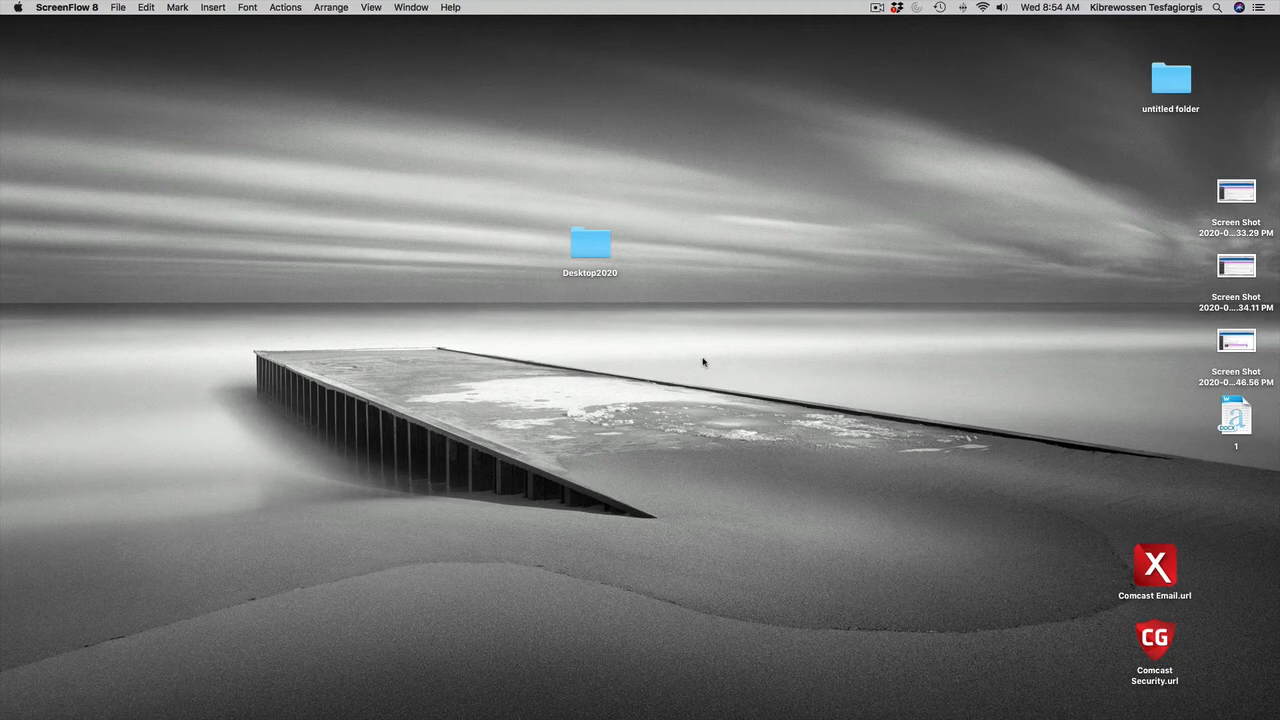 ScreenFlow 8 File Edit Mark Insert Font Actions Arrange View Window Help Wed 8:54 AM Kibrewossen Tesfagiorgis
untitled folder
Screen Shot
2020-0...33.29 PM
Desktop2020
Screen Shot
2020-0....34.11 PM
Screen Shot
2020-0...46.56 PM
W
a
DOCX
1
X
Comcast Email.url
CG
Comcast
Security.url